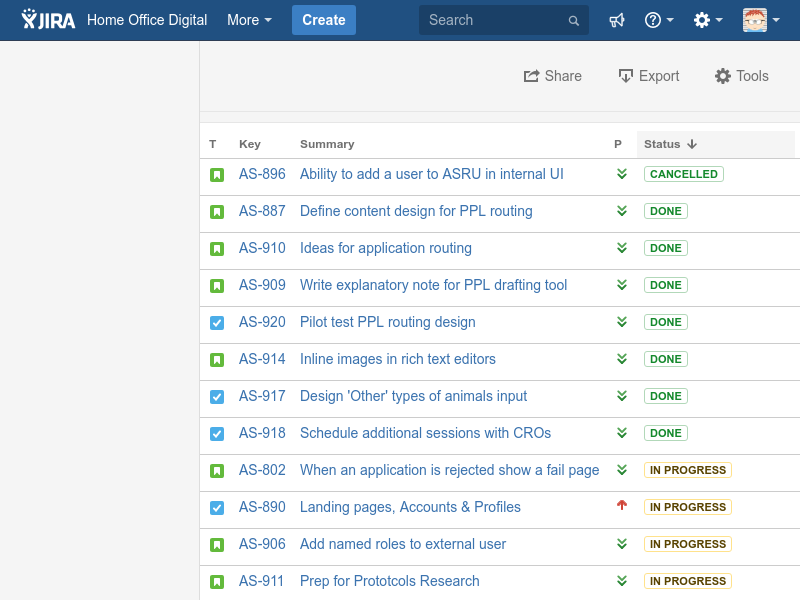 JIRA Home Office Digital More Create Search
Share Export Tools
T Key Summary P Status
AS-896 Ability to add a user to ASRU in internal UI CANCELLED
AS-887 Define content design for PPL routing DONE
AS-910 Ideas for application routing DONE
AS-909 Write explanatory note for PPL drafting tool DONE
AS-920 Pilot test PPL routing design DONE
AS-914 Inline images in rich text editors DONE
AS-917 Design 'Other' types of animals input DONE
AS-918 Schedule additional sessions with CROs DONE
AS-802 When an application is rejected show a fail page IN PROGRESS
AS-890 Landing pages, Accounts & Profiles IN PROGRESS
AS-906 Add named roles to external user IN PROGRESS
AS-911 Prep for Prototcols Research IN PROGRESS